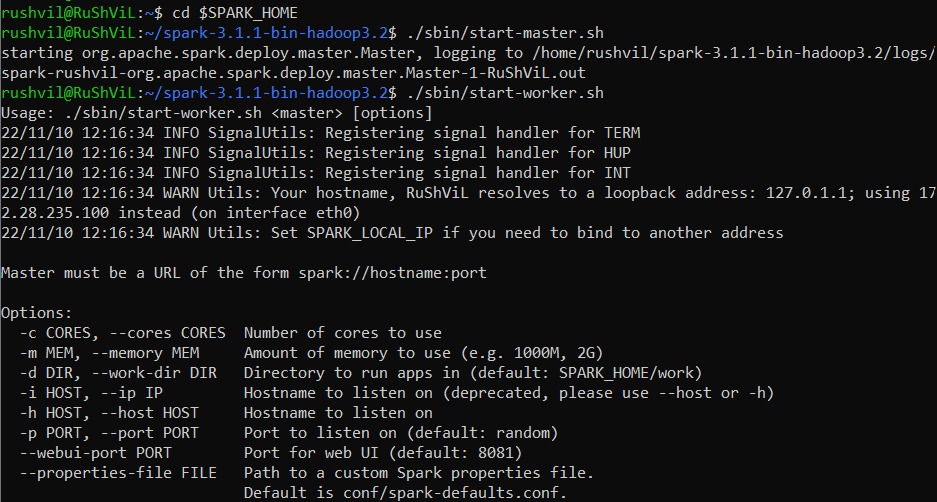 rushvil@RuShViL:~$ cd $SPARK_HOME
rushvil@RuShViL:~/spark-3.1.1-bin-hadoop3.2$ ./sbin/start-master.sh
starting org.apache.spark.deploy.master.Master, logging to /home/rushvil/spark-3.1.1-bin-hadoop3.2/logs/
spark-rushvil-org.apache.spark.deploy.master.Master-1-RuShViL.out
rushvil@RuShViL:~/spark-3.1.1-bin-hadoop3.2$ ./sbin/start-worker.sh
Usage: ./sbin/start-worker.sh <master> [options]
22/11/10 12:16:34 INFO SignalUtils: Registering signal handler for TERM
22/11/10 12:16:34 INFO SignalUtils: Registering signal handler for HUP
22/11/10 12:16:34 INFO SignalUtils: Registering signal handler for INT
22/11/10 12:16:34 WARN Utils: Your hostname, RuShViL resolves to a loopback address: 127.0.1.1; using 17
2.28.235.100 instead (on interface eth0)
22/11/10 12:16:34 WARN Utils: Set SPARK_LOCAL_IP if you need to bind to another address
Master must be a URL of the form spark://hostname:port
Options:
  -c CORES, --cores CORES  Number of cores to use
  -m MEM, --memory MEM     Amount of memory to use (e.g. 1000M, 2G)
  -d DIR, --work-dir DIR   Directory to run apps in (default: SPARK_HOME/work)
  -i HOST, --ip IP         Hostname to listen on (deprecated, please use --host or -h)
  -h HOST, --host HOST     Hostname to listen on
  -p PORT, --port PORT     Port to listen on (default: random)
  --webui-port PORT        Port for web UI (default: 8081)
  --properties-file FILE   Path to a custom Spark properties file.
                           Default is conf/spark-defaults.conf.